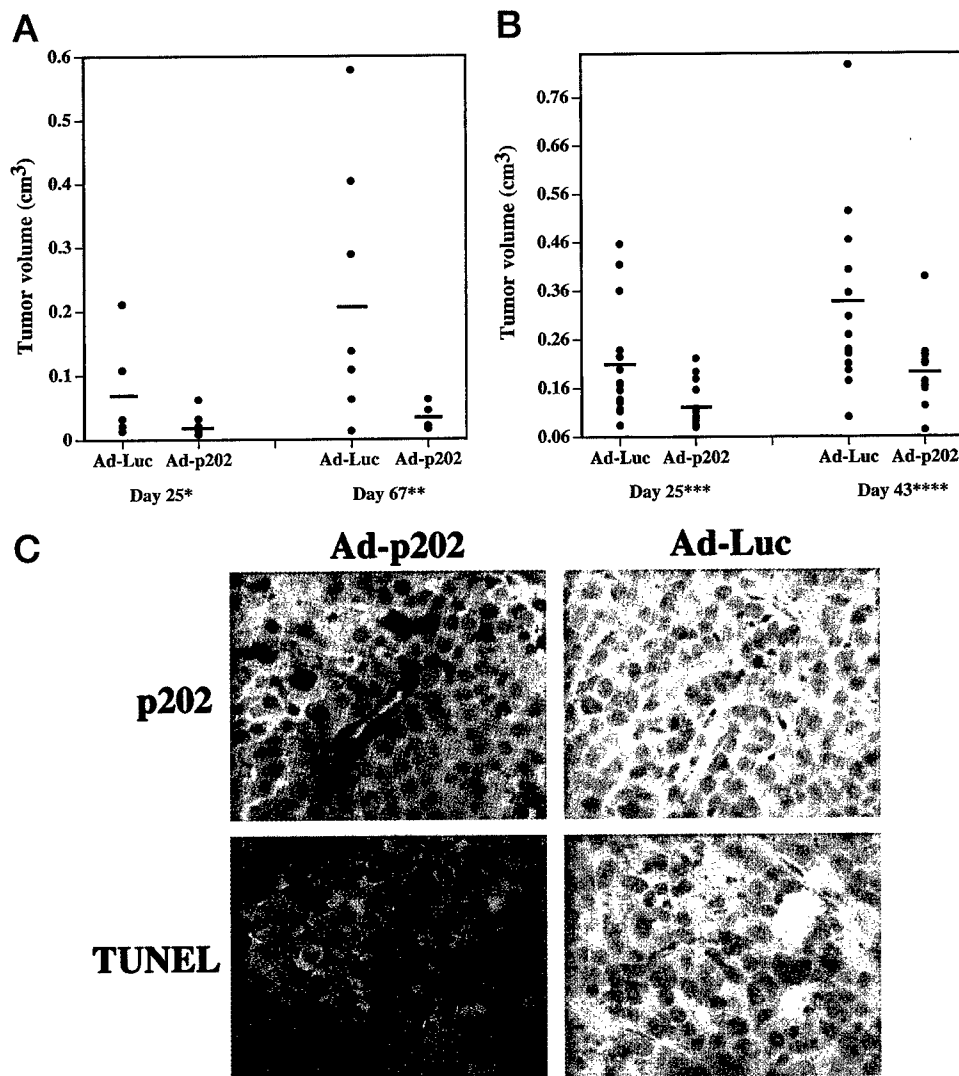 A
B
0.6
0.5
0.4
0.3
0.2
0.1
0
Tumor volume (cm3)
Ad-Luc Ad-p202 Ad-Luc Ad-p202
Day 25* Day 67**
0.76
0.66
0.56
0.46
0.36
0.26
0.16
0.06
Tumor volume (cm3)
Ad-Luc Ad-p202 Ad-Luc Ad-p202
Day 25*** Day 43****
C
Ad-p202 Ad-Luc
p202
TUNEL